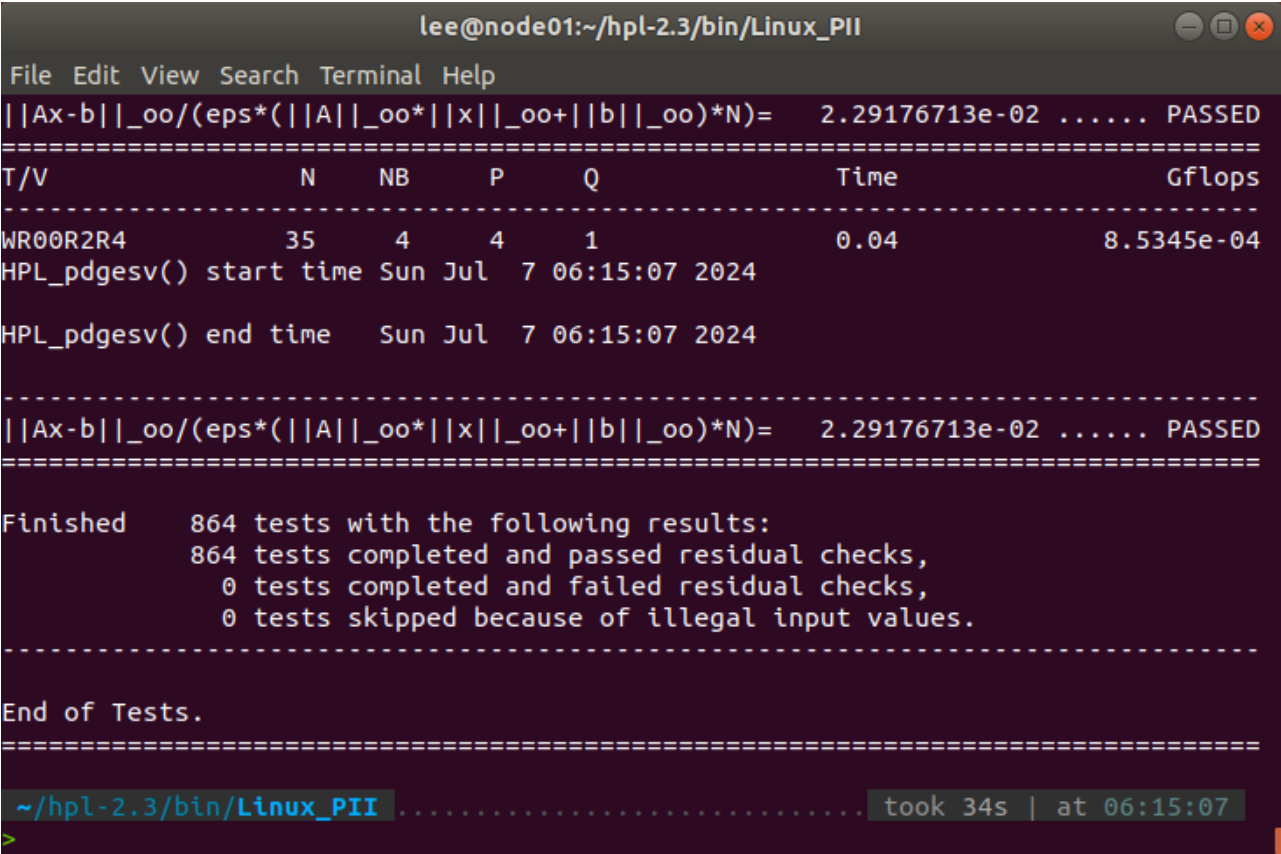 lee@node01:~/hpl-2.3/bin/Linux_PII
File Edit View Search Terminal Help
||Ax-b||_oo/(eps*(||A||_oo*||x||_oo+||b||_oo)*N)=   2.29176713e-02 ...... PASSED
================================================================================
T/V                N    NB     P     Q               Time                 Gflops
--------------------------------------------------------------------------------
WR00R2R4          35     4     4     1               0.04             8.5345e-04
HPL_pdgesv() start time Sun Jul  7 06:15:07 2024
HPL_pdgesv() end time   Sun Jul  7 06:15:07 2024
--------------------------------------------------------------------------------
||Ax-b||_oo/(eps*(||A||_oo*||x||_oo+||b||_oo)*N)=   2.29176713e-02 ...... PASSED
================================================================================
Finished    864 tests with the following results:
            864 tests completed and passed residual checks,
              0 tests completed and failed residual checks,
              0 tests skipped because of illegal input values.
--------------------------------------------------------------------------------
End of Tests.
================================================================================
~/hpl-2.3/bin/Linux_PII .............................. took 34s | at 06:15:07
>